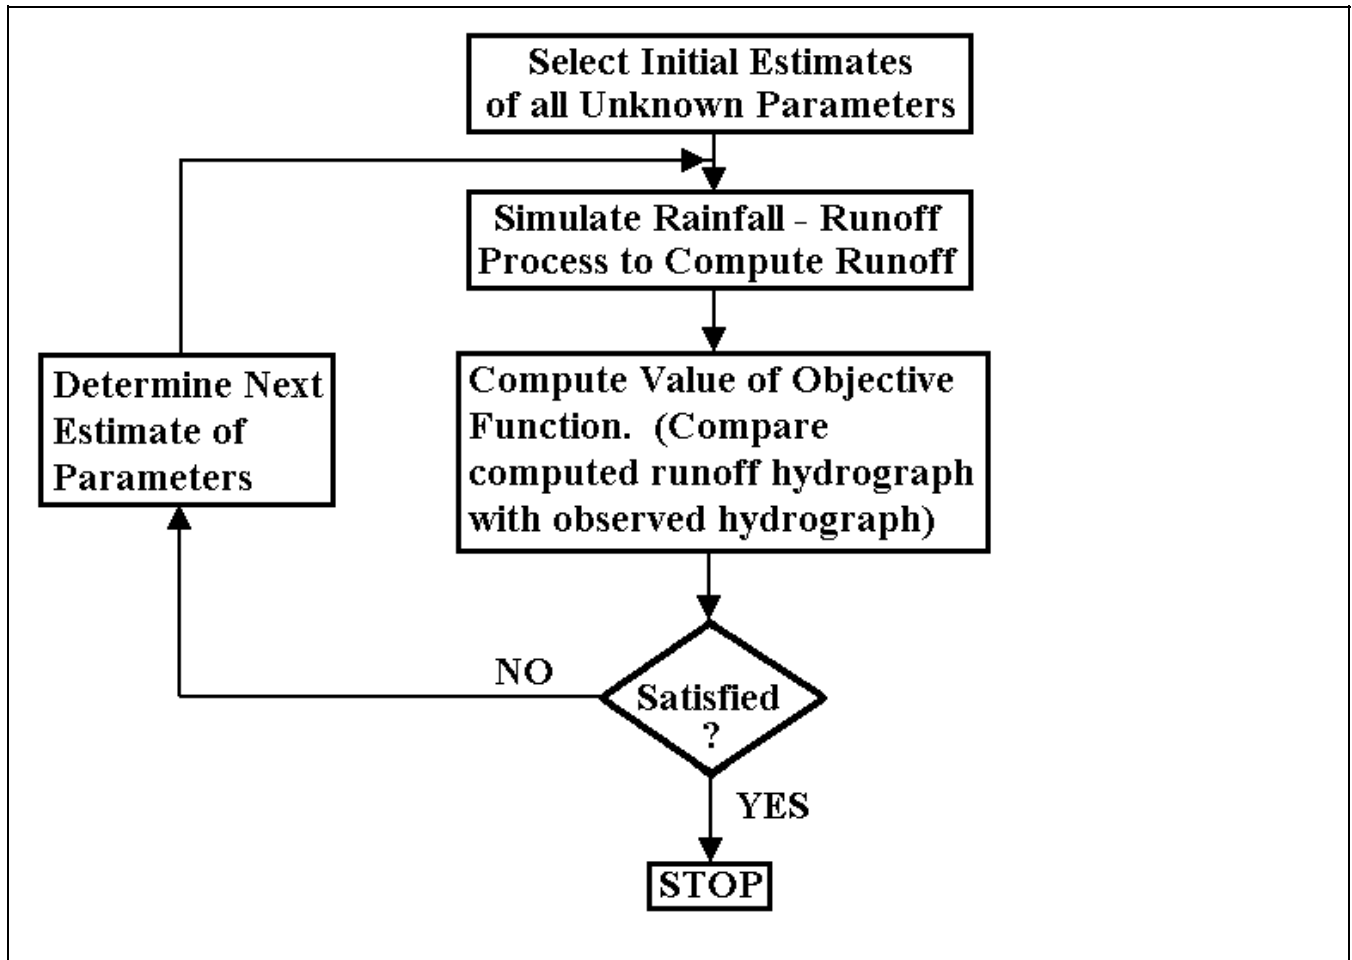 Select Initial Estimates
of all Unknown Parameters
Simulate Rainfall - Runoff
Process to Compute Runoff
Determine Next
Estimate of
Parameters
Compute Value of Objective
Function.  (Compare
computed runoff hydrograph
with observed hydrograph)
NO
Satisfied
?
YES
STOP